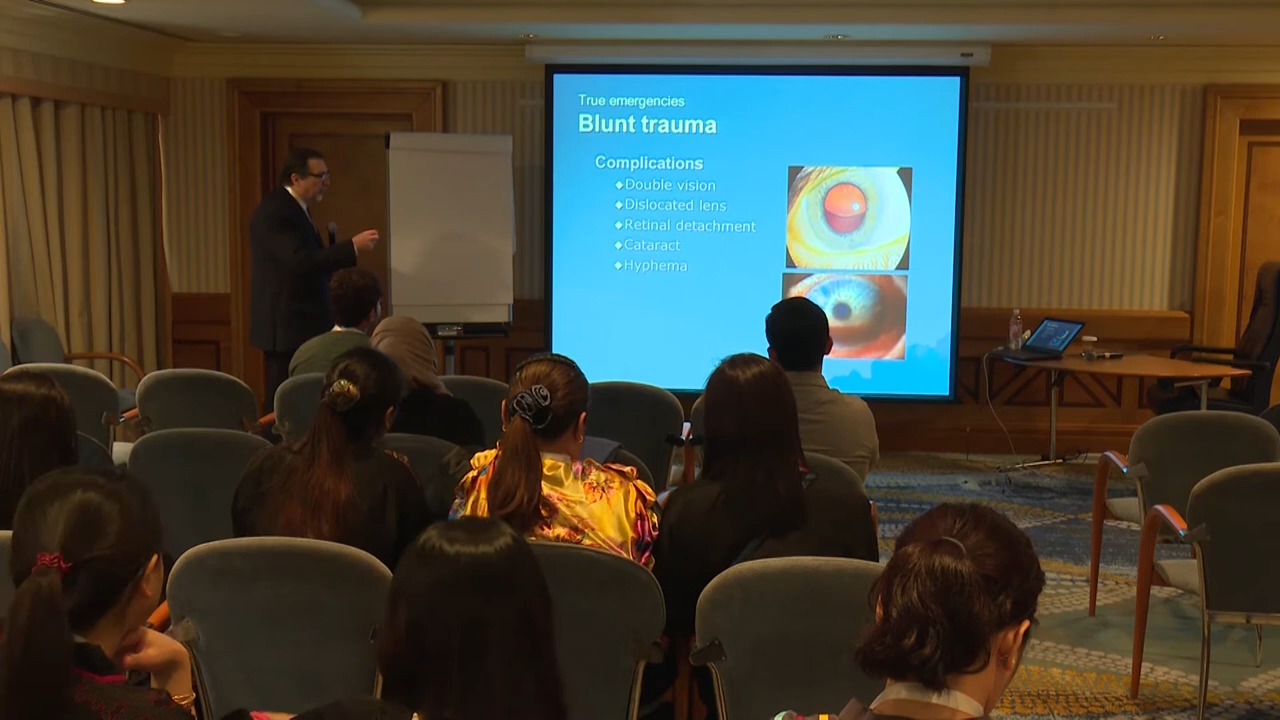 True emergencies
Blunt trauma
Complications
◆Double vision
◆Dislocated lens
◆Retinal detachment
◆Cataract
◆Hyphema